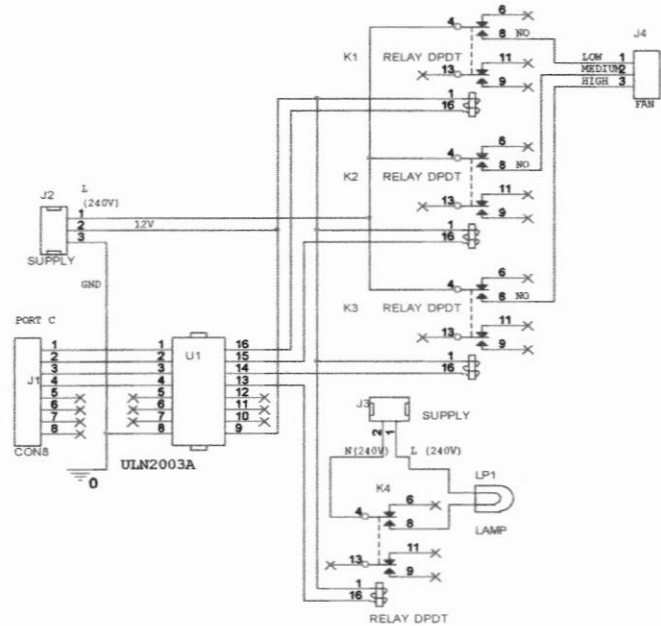 6
4
8 NO
K1
RELAY DPDT
11
13
9
1
16
J4
LOW 1
MEDIUM 2
HIGH 3
FAN
6
4
8 NO
K2
RELAY DPDT
11
13
9
1
16
J2
L
(240V)
1
2
3
12V
SUPPLY
GND
6
4
8 NO
K3
RELAY DPDT
11
13
9
1
16
PORT C
J1
1
2
3
4
5
6
7
8
CON8
0
U1
1
2
3
4
5
6
7
8
16
15
14
13
12
11
10
9
ULN2003A
J3
SUPPLY
2
1
N(240V)
L (240V)
K4
6
4
8
11
13
9
1
16
RELAY DPDT
LP1
LAMP